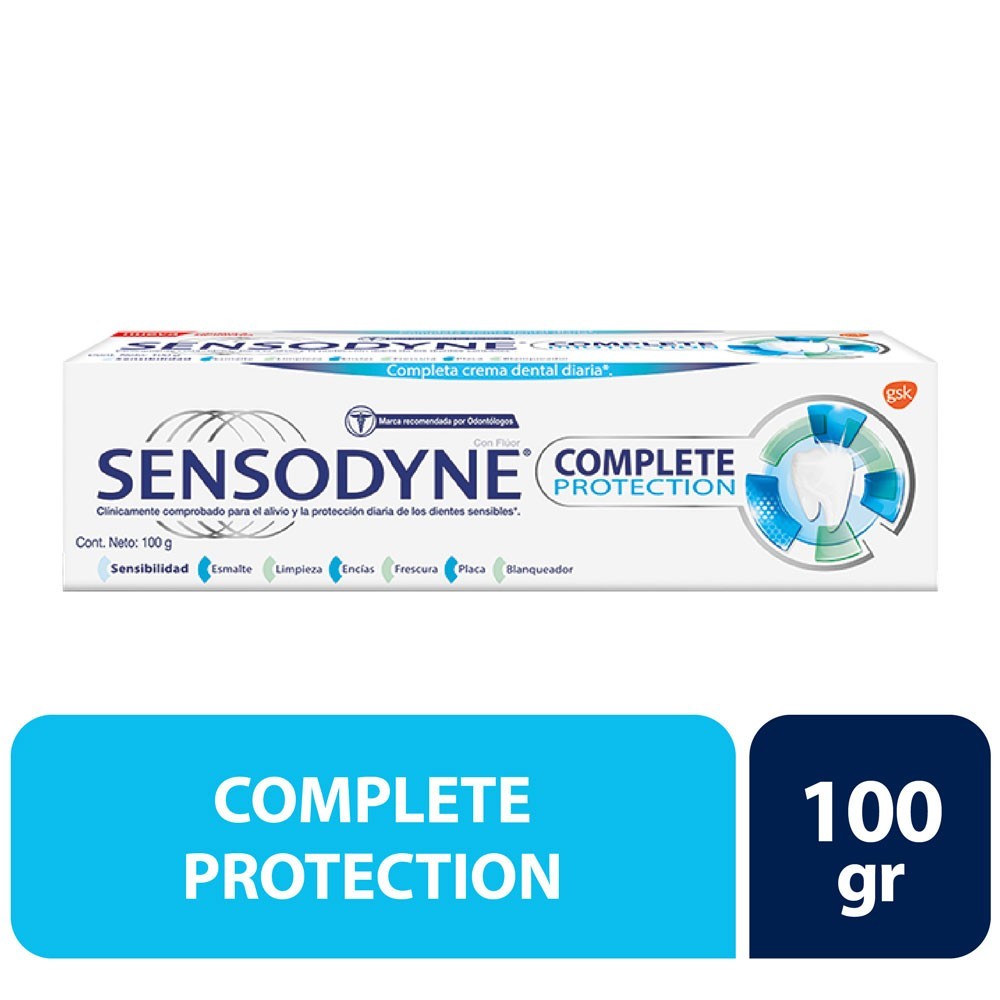 SENSODYNE
COMPLETE
Completa crema dental diaria*.
gsk
Marca recomendada por Odontólogos
Con Flúor
SENSODYNE®
COMPLETE
PROTECTION
Clínicamente comprobado para el alivio y la protección diaria de los dientes sensibles*.
Cont. Neto: 100 g
Sensibilidad Esmalte Limpieza Encías Frescura Placa Blanqueador
COMPLETE
PROTECTION
100
gr